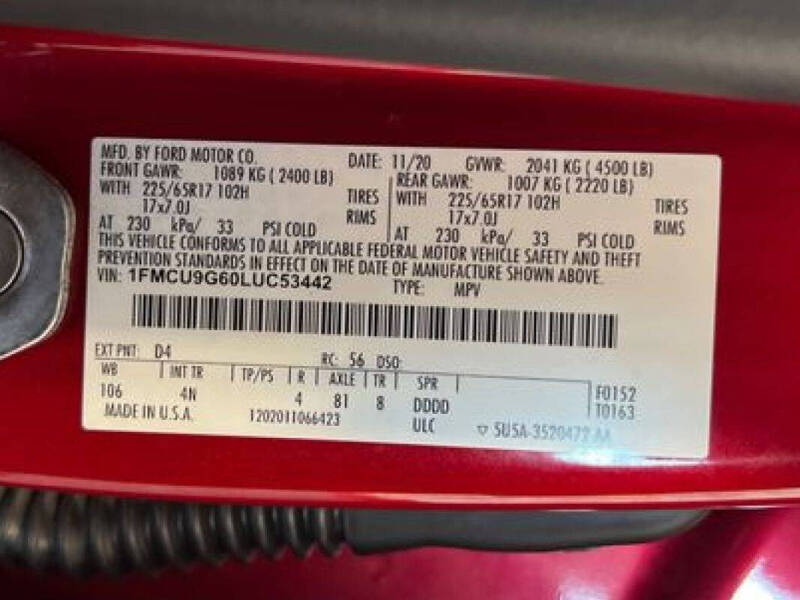 MFD. BY FORD MOTOR CO. DATE: 11/20 GVWR: 2041 KG ( 4500 LB)
FRONT GAWR: 1089 KG ( 2400 LB) REAR GAWR: 1007 KG ( 2220 LB)
WITH 225/65R17 102H TIRES WITH 225/65R17 102H TIRES
17x7.0J RIMS 17x7.0J RIMS
AT 230 kPa/ 33 PSI COLD AT 230 kPa/ 33 PSI COLD
THIS VEHICLE CONFORMS TO ALL APPLICABLE FEDERAL MOTOR VEHICLE SAFETY AND THEFT
PREVENTION STANDARDS IN EFFECT ON THE DATE OF MANUFACTURE SHOWN ABOVE.
VIN: 1FMCU9G60LUC53442 TYPE: MPV
EXT PNT: D4 RC: 56 DSO:
WB INT TR TP/PS R AXLE TR SPR
106 4N 4 81 8 DDDD F0152
MADE IN U.S.A. 1202011066423 ULC T0163
5U5A-3520472-AA